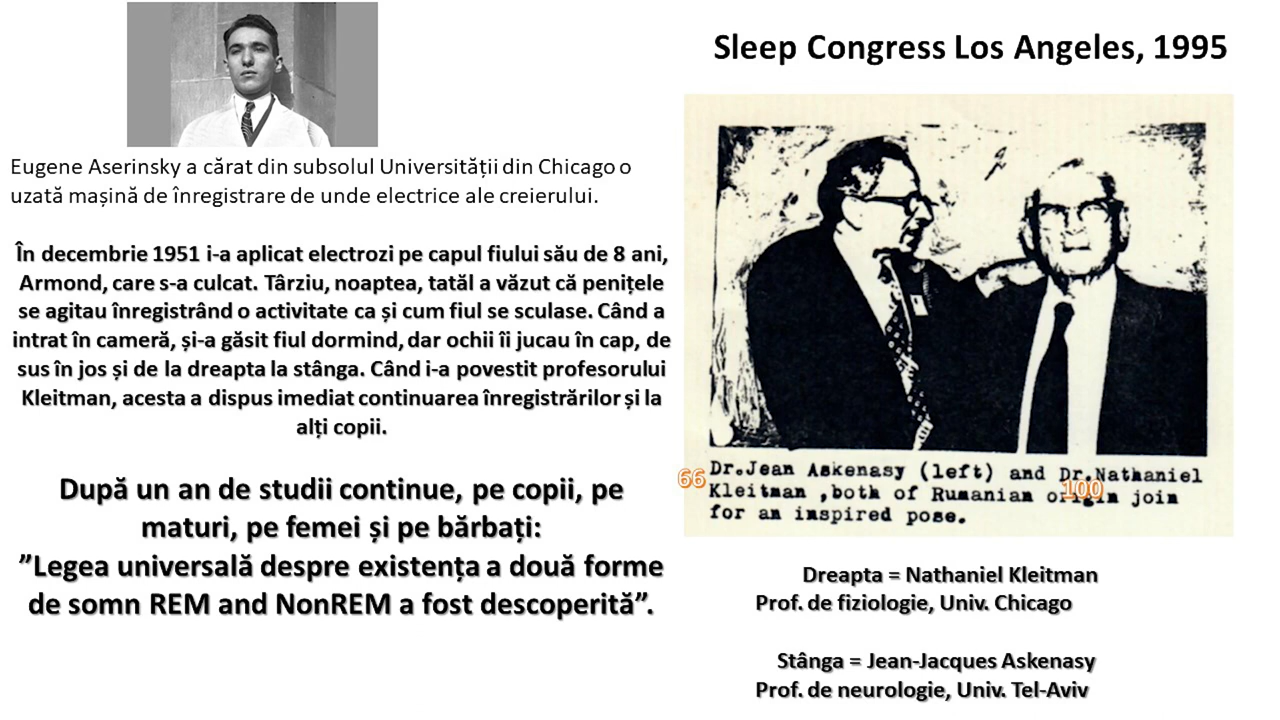 Eugene Aserinsky a cărat din subsolul Universității din Chicago o
uzată mașină de înregistrare de unde electrice ale creierului.
În decembrie 1951 i-a aplicat electrozi pe capul fiului său de 8 ani,
Armond, care s-a culcat. Târziu, noaptea, tatăl a văzut că penițele
se agitau înregistrând o activitate ca și cum fiul se sculase. Când a
intrat în cameră, și-a găsit fiul dormind, dar ochii îi jucau în cap, de
sus în jos și de la dreapta la stânga. Când i-a povestit profesorului
Kleitman, acesta a dispus imediat continuarea înregistrărilor și la
alți copii.
După un an de studii continue, pe copii, pe
maturi, pe femei și pe bărbați:
”Legea universală despre existența a două forme
de somn REM and NonREM a fost descoperită”.
Sleep Congress Los Angeles, 1995
66
Dr.Jean Askenasy (left) and Dr.Nathaniel
Kleitman ,both of Rumanian origin join
100
for an inspired pose.
Dreapta = Nathaniel Kleitman
Prof. de fiziologie, Univ. Chicago
Stânga = Jean-Jacques Askenasy
Prof. de neurologie, Univ. Tel-Aviv